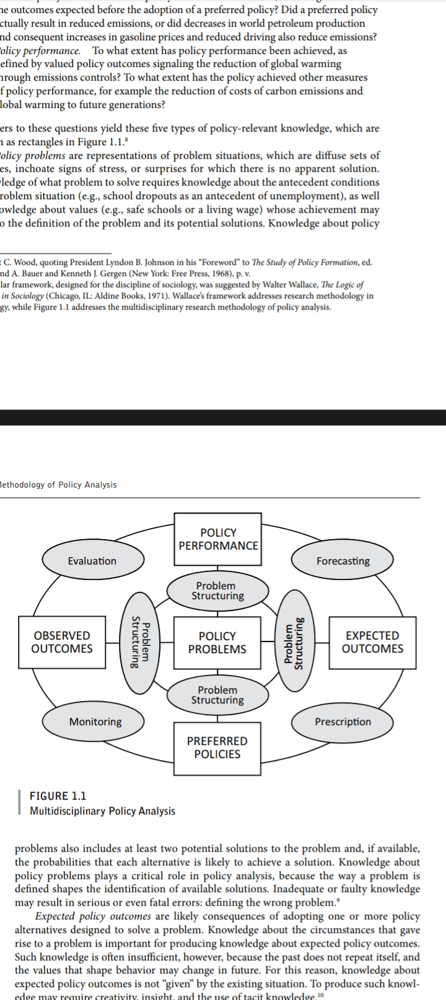 ne outcomes expected before the adoption of a preferred policy? Did a preferred policy
ctually result in reduced emissions, or did decreases in world petroleum production
nd consequent increases in gasoline prices and reduced driving also reduce emissions?
olicy performance. To what extent has policy performance been achieved, as
efined by valued policy outcomes signaling the reduction of global warming
hrough emissions controls? To what extent has the policy achieved other measures
f policy performance, for example the reduction of costs of carbon emissions and
lobal warming to future generations?
ers to these questions yield these five types of policy-relevant knowledge, which are
n as rectangles in Figure 1.1.⁸
olicy problems are representations of problem situations, which are diffuse sets of
es, inchoate signs of stress, or surprises for which there is no apparent solution.
ledge of what problem to solve requires knowledge about the antecedent conditions
roblem situation (e.g., school dropouts as an antecedent of unemployment), as well
owledge about values (e.g., safe schools or a living wage) whose achievement may
o the definition of the problem and its potential solutions. Knowledge about policy
t C. Wood, quoting President Lyndon B. Johnson in his “Foreword” to The Study of Policy Formation, ed.
nd A. Bauer and Kenneth J. Gergen (New York: Free Press, 1968), p. v.
lar framework, designed for the discipline of sociology, was suggested by Walter Wallace, The Logic of
in Sociology (Chicago, IL: Aldine Books, 1971). Wallace’s framework addresses research methodology in
gy, while Figure 1.1 addresses the multidisciplinary research methodology of policy analysis.
Methodology of Policy Analysis
POLICY
PERFORMANCE
Evaluation
Forecasting
Problem
Structuring
OBSERVED
OUTCOMES
Problem
Structuring
POLICY
PROBLEMS
Problem
Structuring
EXPECTED
OUTCOMES
Problem
Structuring
Monitoring
Prescription
PREFERRED
POLICIES
FIGURE 1.1
Multidisciplinary Policy Analysis
problems also includes at least two potential solutions to the problem and, if available,
the probabilities that each alternative is likely to achieve a solution. Knowledge about
policy problems plays a critical role in policy analysis, because the way a problem is
defined shapes the identification of available solutions. Inadequate or faulty knowledge
may result in serious or even fatal errors: defining the wrong problem.⁹
Expected policy outcomes are likely consequences of adopting one or more policy
alternatives designed to solve a problem. Knowledge about the circumstances that gave
rise to a problem is important for producing knowledge about expected policy outcomes.
Such knowledge is often insufficient, however, because the past does not repeat itself, and
the values that shape behavior may change in future. For this reason, knowledge about
expected policy outcomes is not “given” by the existing situation. To produce such knowl-
edge may require creativity, insight, and the use of tacit knowledge.¹⁰